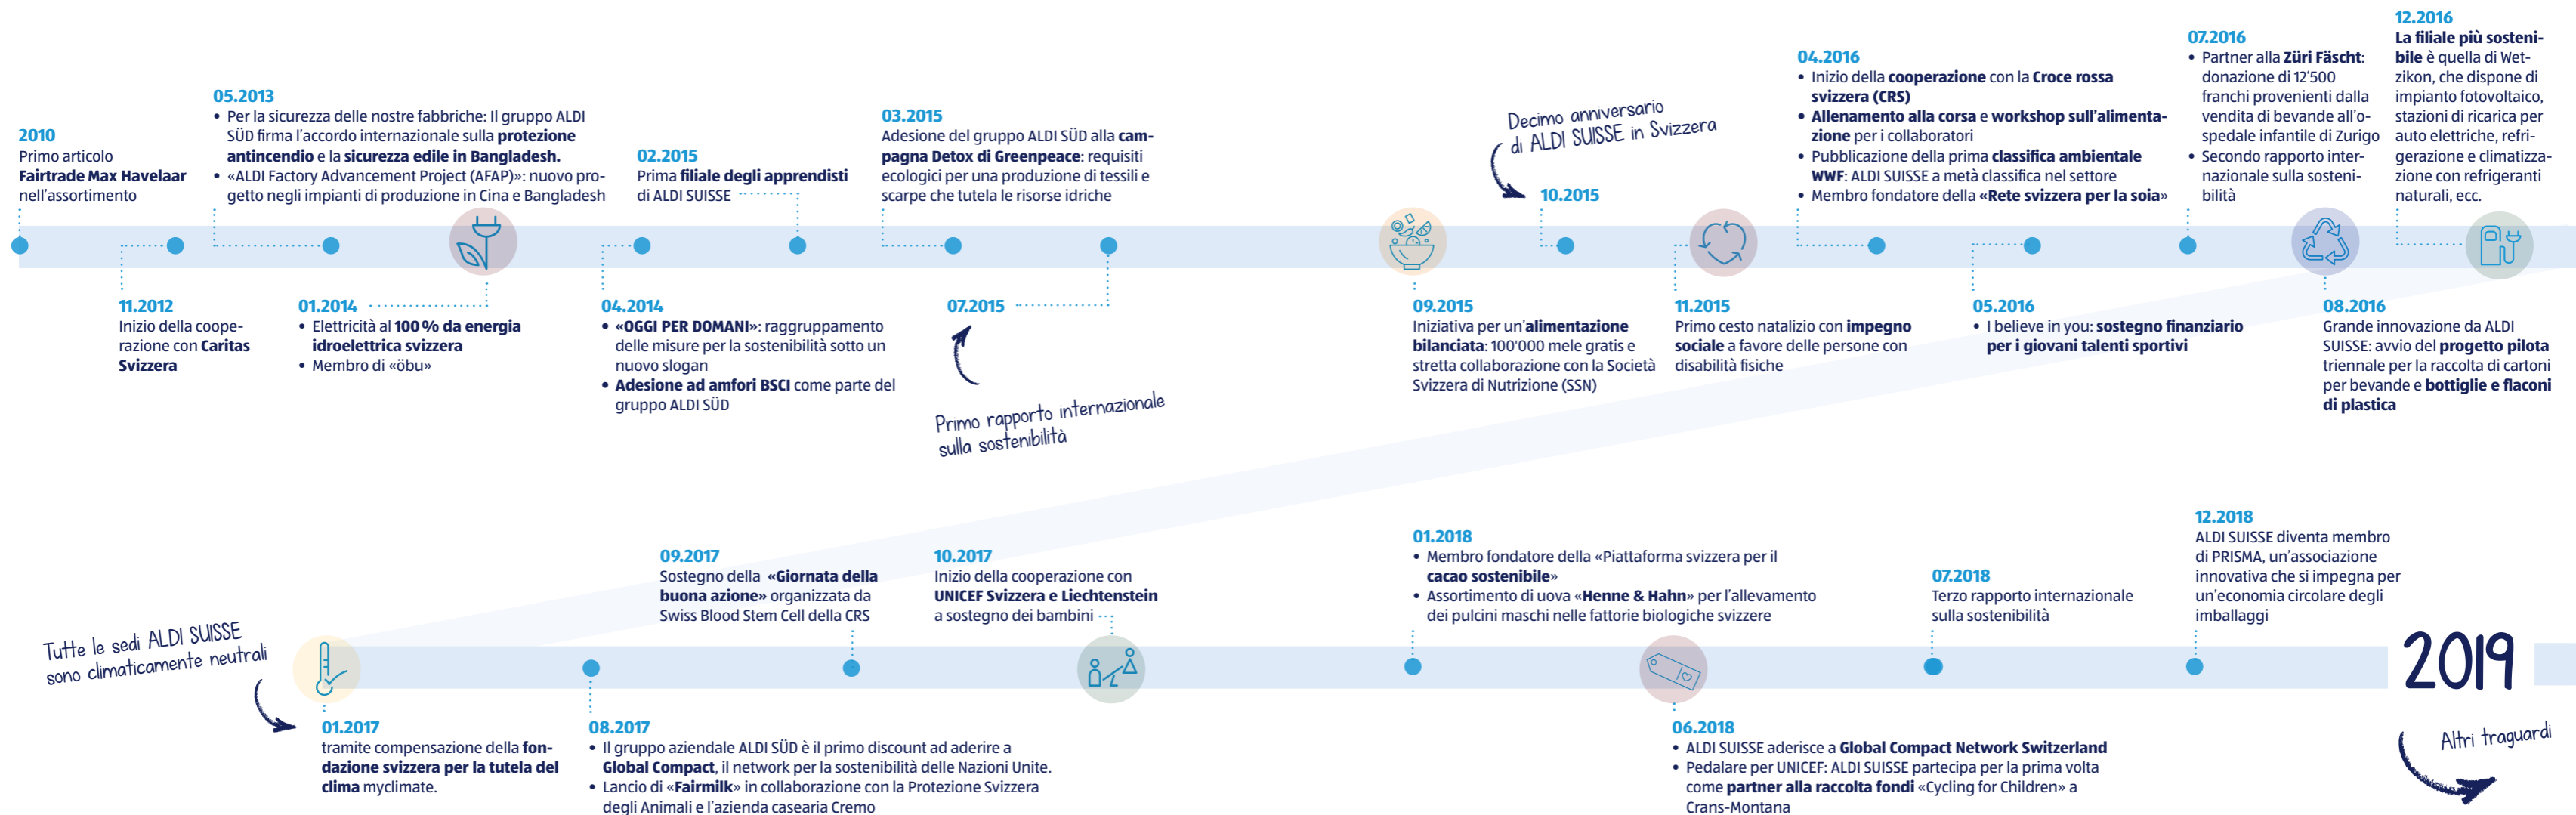 2010
Primo articolo
Fairtrade Max Havelaar
nell'assortimento
11.2012
Inizio della coope-
razione con Caritas
Svizzera
05.2013
• Per la sicurezza delle nostre fabbriche: Il gruppo ALDI
SÜD firma l'accordo internazionale sulla protezione
antincendio e la sicurezza edile in Bangladesh.
• «ALDI Factory Advancement Project (AFAP)»: nuovo pro-
getto negli impianti di produzione in Cina e Bangladesh
01.2014
• Elettricità al 100 % da energia
idroelettrica svizzera
• Membro di «öbu»
04.2014
• «OGGI PER DOMANI»: raggruppamento
delle misure per la sostenibilità sotto un
nuovo slogan
• Adesione ad amfori BSCI come parte del
gruppo ALDI SÜD
02.2015
Prima filiale degli apprendisti
di ALDI SUISSE
03.2015
Adesione del gruppo ALDI SÜD alla cam-
pagna Detox di Greenpeace: requisiti
ecologici per una produzione di tessili e
scarpe che tutela le risorse idriche
07.2015
Primo rapporto internazionale
sulla sostenibilità
09.2015
Iniziativa per un'alimentazione
bilanciata: 100'000 mele gratis e
stretta collaborazione con la Società
Svizzera di Nutrizione (SSN)
Decimo anniversario
di ALDI SUISSE in Svizzera
10.2015
11.2015
Primo cesto natalizio con impegno
sociale a favore delle persone con
disabilità fisiche
04.2016
• Inizio della cooperazione con la Croce rossa
svizzera (CRS)
• Allenamento alla corsa e workshop sull'alimenta-
zione per i collaboratori
• Pubblicazione della prima classifica ambientale
WWF: ALDI SUISSE a metà classifica nel settore
• Membro fondatore della «Rete svizzera per la soia»
05.2016
• I believe in you: sostegno finanziario
per i giovani talenti sportivi
07.2016
• Partner alla Züri Fäscht:
donazione di 12'500
franchi provenienti dalla
vendita di bevande all'o-
spedale infantile di Zurigo
• Secondo rapporto inter-
nazionale sulla sosteni-
bilità
08.2016
Grande innovazione da ALDI
SUISSE: avvio del progetto pilota
triennale per la raccolta di cartoni
per bevande e bottiglie e flaconi
di plastica
12.2016
La filiale più sosteni-
bile è quella di Wet-
zikon, che dispone di
impianto fotovoltaico,
stazioni di ricarica per
auto elettriche, refri-
gerazione e climatizza-
zione con refrigeranti
naturali, ecc.
Tutte le sedi ALDI SUISSE
sono climaticamente neutrali
01.2017
tramite compensazione della fon-
dazione svizzera per la tutela del
clima myclimate.
08.2017
• Il gruppo aziendale ALDI SÜD è il primo discount ad aderire a
Global Compact, il network per la sostenibilità delle Nazioni Unite.
• Lancio di «Fairmilk» in collaborazione con la Protezione Svizzera
degli Animali e l'azienda casearia Cremo
09.2017
Sostegno della «Giornata della
buona azione» organizzata da
Swiss Blood Stem Cell della CRS
10.2017
Inizio della cooperazione con
UNICEF Svizzera e Liechtenstein
a sostegno dei bambini
01.2018
• Membro fondatore della «Piattaforma svizzera per il
cacao sostenibile»
• Assortimento di uova «Henne & Hahn» per l'allevamento
dei pulcini maschi nelle fattorie biologiche svizzere
06.2018
• ALDI SUISSE aderisce a Global Compact Network Switzerland
• Pedalare per UNICEF: ALDI SUISSE partecipa per la prima volta
come partner alla raccolta fondi «Cycling for Children» a
Crans-Montana
07.2018
Terzo rapporto internazionale
sulla sostenibilità
12.2018
ALDI SUISSE diventa membro
di PRISMA, un'associazione
innovativa che si impegna per
un'economia circolare degli
imballaggi
2019
Altri traguardi